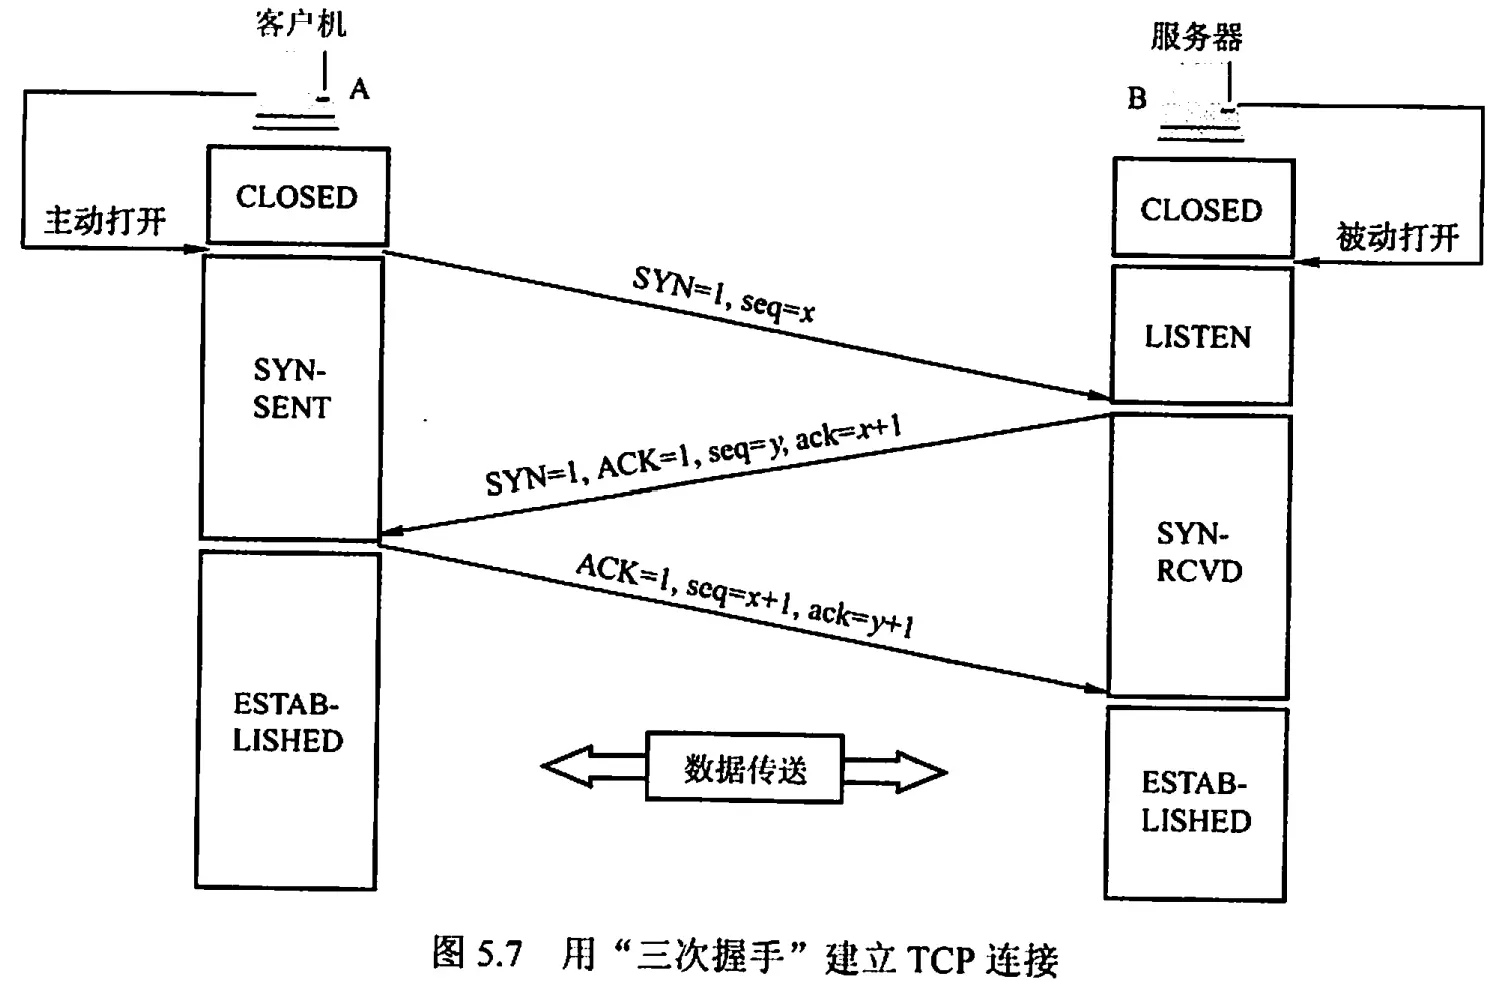 客户机
服务器
A
B
CLOSED
CLOSED
主动打开
被动打开
SYN=1, seq=x
LISTEN
SYN-
SENT
SYN=1, ACK=1, seq=y, ack=x+1
SYN-
RCVD
ACK=1, seq=x+1, ack=y+1
ESTAB-
LISHED
数据传送
ESTAB-
LISHED
图 5.7 用“三次握手”建立 TCP 连接